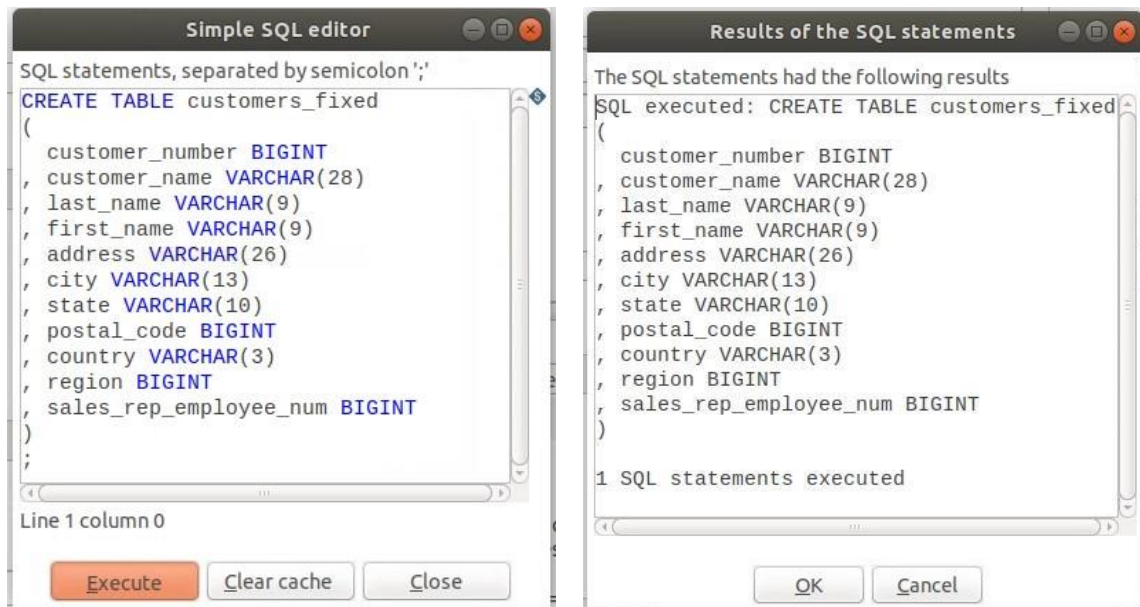 Simple SQL editor
SQL statements, separated by semicolon ';'
CREATE TABLE customers_fixed
(
  customer_number BIGINT
, customer_name VARCHAR(28)
, last_name VARCHAR(9)
, first_name VARCHAR(9)
, address VARCHAR(26)
, city VARCHAR(13)
, state VARCHAR(10)
, postal_code BIGINT
, country VARCHAR(3)
, region BIGINT
, sales_rep_employee_num BIGINT
)
;
Line 1 column 0
Execute
Clear cache
Close
Results of the SQL statements
The SQL statements had the following results
SQL executed: CREATE TABLE customers_fixed
(
  customer_number BIGINT
, customer_name VARCHAR(28)
, last_name VARCHAR(9)
, first_name VARCHAR(9)
, address VARCHAR(26)
, city VARCHAR(13)
, state VARCHAR(10)
, postal_code BIGINT
, country VARCHAR(3)
, region BIGINT
, sales_rep_employee_num BIGINT
)
1 SQL statements executed
OK
Cancel